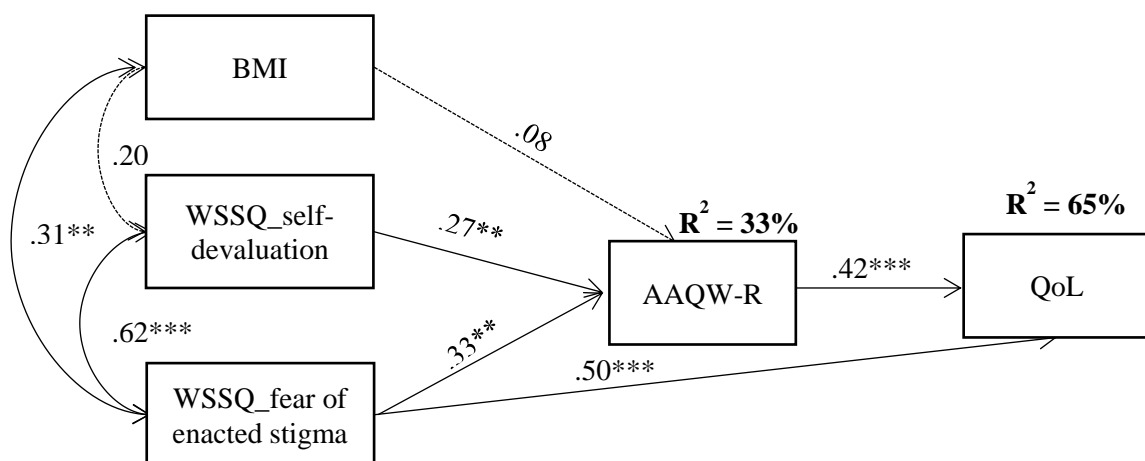 BMI
.08
.20
R² = 65%
WSSQ_self-
devaluation
R² = 33%
.31**
.27**
.42***
AAQW-R
QoL
.62***
.33**
.50***
WSSQ_fear of
enacted stigma